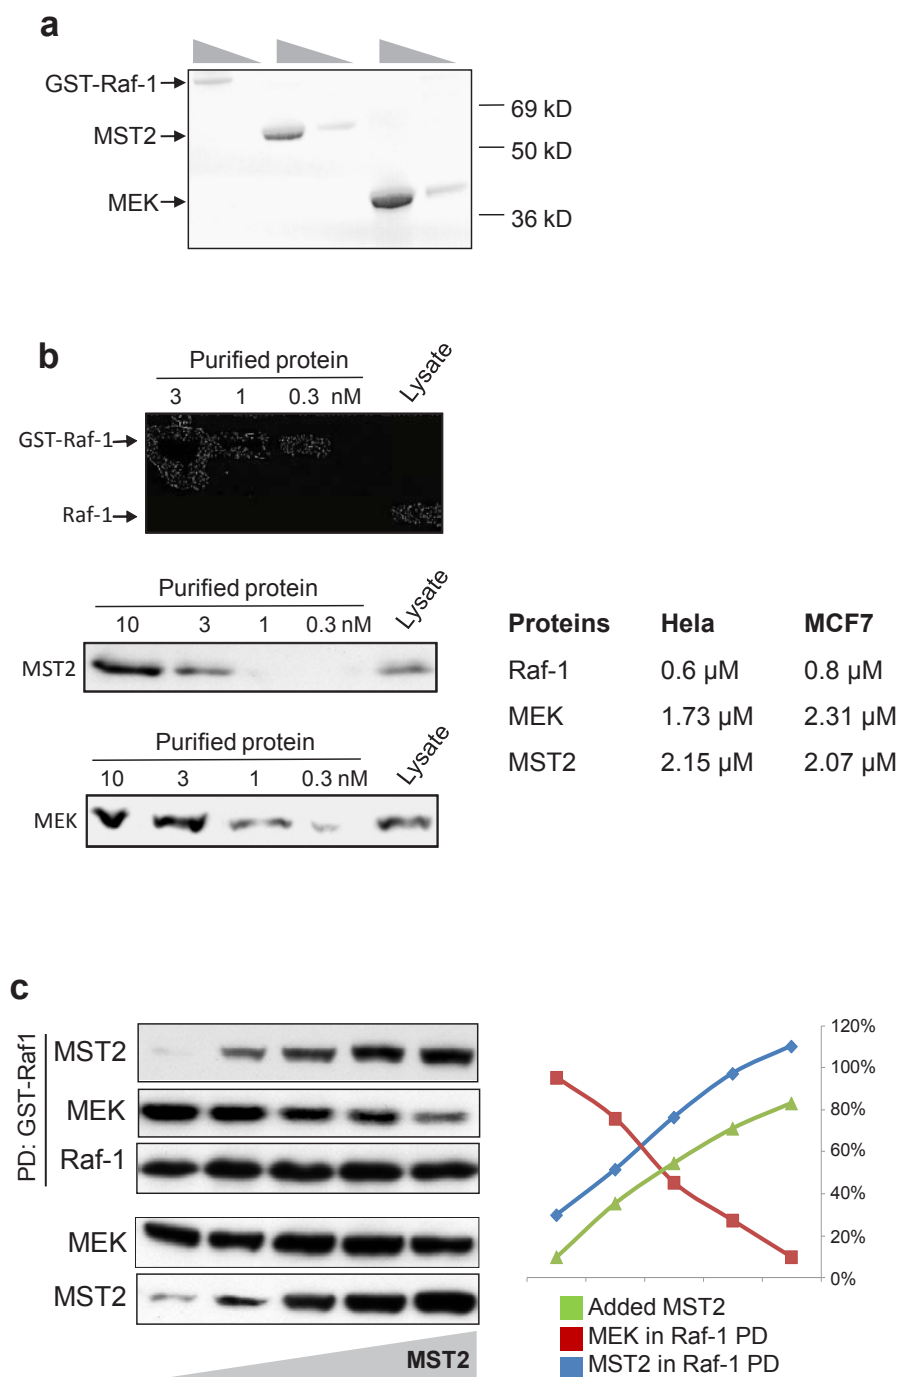 a
GST-Raf-1
MST2
MEK
69 kD
50 kD
36 kD
b
Purified protein
Lysate
3 1 0.3 nM
GST-Raf-1
Raf-1
Purified protein
Lysate
10 3 1 0.3 nM
MST2
Purified protein
Lysate
10 3 1 0.3 nM
MEK
Proteins Hela MCF7
Raf-1 0.6 µM 0.8 µM
MEK 1.73 µM 2.31 µM
MST2 2.15 µM 2.07 µM
c
PD: GST-Raf1
MST2
MEK
Raf-1
MEK
MST2
MST2
120%
100%
80%
60%
40%
20%
0%
Added MST2
MEK in Raf-1 PD
MST2 in Raf-1 PD